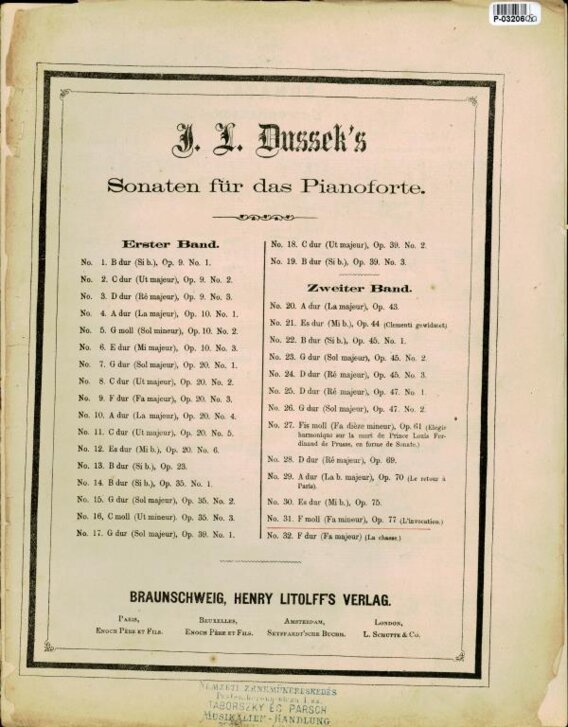 P-03206
J. L. Dussek's
Sonaten für das Pianoforte.
Erster Band.
No. 1. B dur (Si b.), Op. 9. No. 1.
No. 2. C dur (Ut majeur), Op. 9. No. 2.
No. 3. D dur (Ré majeur), Op. 9. No. 3.
No. 4. A dur (La majeur), Op. 10. No. 1.
No. 5. G moll (Sol mineur), Op. 10. No. 2.
No. 6. E dur (Mi majeur), Op. 10. No. 3.
No. 7. G dur (Sol majeur), Op. 20. No. 1.
No. 8. C dur (Ut majeur), Op. 20. No. 2.
No. 9. F dur (Fa majeur), Op. 20. No. 3.
No. 10. A dur (La majeur), Op. 20. No. 4.
No. 11. C dur (Ut majeur), Op. 20. No. 5.
No. 12. Es dur (Mi b.), Op. 20. No. 6.
No. 13. B dur (Si b.), Op. 23.
No. 14. B dur (Si b.), Op. 35. No. 1.
No. 15. G dur (Sol majeur), Op. 35. No. 2.
No. 16, C moll (Ut mineur), Op. 35. No. 3.
No. 17. G dur (Sol majeur), Op. 39. No. 1.
No. 18. C dur (Ut majeur), Op. 39. No. 2.
No. 19. B dur (Si b.), Op. 39. No. 3.
Zweiter Band.
No. 20. A dur (La majeur), Op. 43.
No. 21. Es dur (Mi b.), Op. 44 (Clementi gewidmet)
No. 22. B dur (Si b.), Op. 45. No. 1.
No. 23. G dur (Sol majeur), Op. 45. No. 2.
No. 24. D dur (Ré majeur), Op. 45. No. 3.
No. 25. D dur (Ré majeur), Op. 47. No. 1.
No. 26. G dur (Sol majeur), Op. 47. No. 2.
No. 27. Fis moll (Fa dièze mineur), Op. 61 (Elegie
harmonique sur la mort de Prince Louis Fer-
dinand de Prusse, en forme de Sonate.)
No. 28. D dur (Ré majeur), Op. 69.
No. 29. A dur (La b. majeur), Op. 70 (Le retour à
Paris).
No. 30. Es dur (Mi b.), Op. 75.
No. 31. F moll (Fa mineur), Op. 77 (L'invocation.)
No. 32. F dur (Fa majeur) (La chasse.)
BRAUNSCHWEIG, HENRY LITOLFF'S VERLAG.
Paris,
Enoch Père et Fils.
Bruxelles,
Enoch Père et Fils.
Amsterdam,
Seyffardt'sche Buchh.
London,
L. Schutte & Co.
NEMZETI ZENEMŰKERESKEDÉS
TABORSZKY ÉS PARSCH
MUSIKALIEN-HANDLUNG